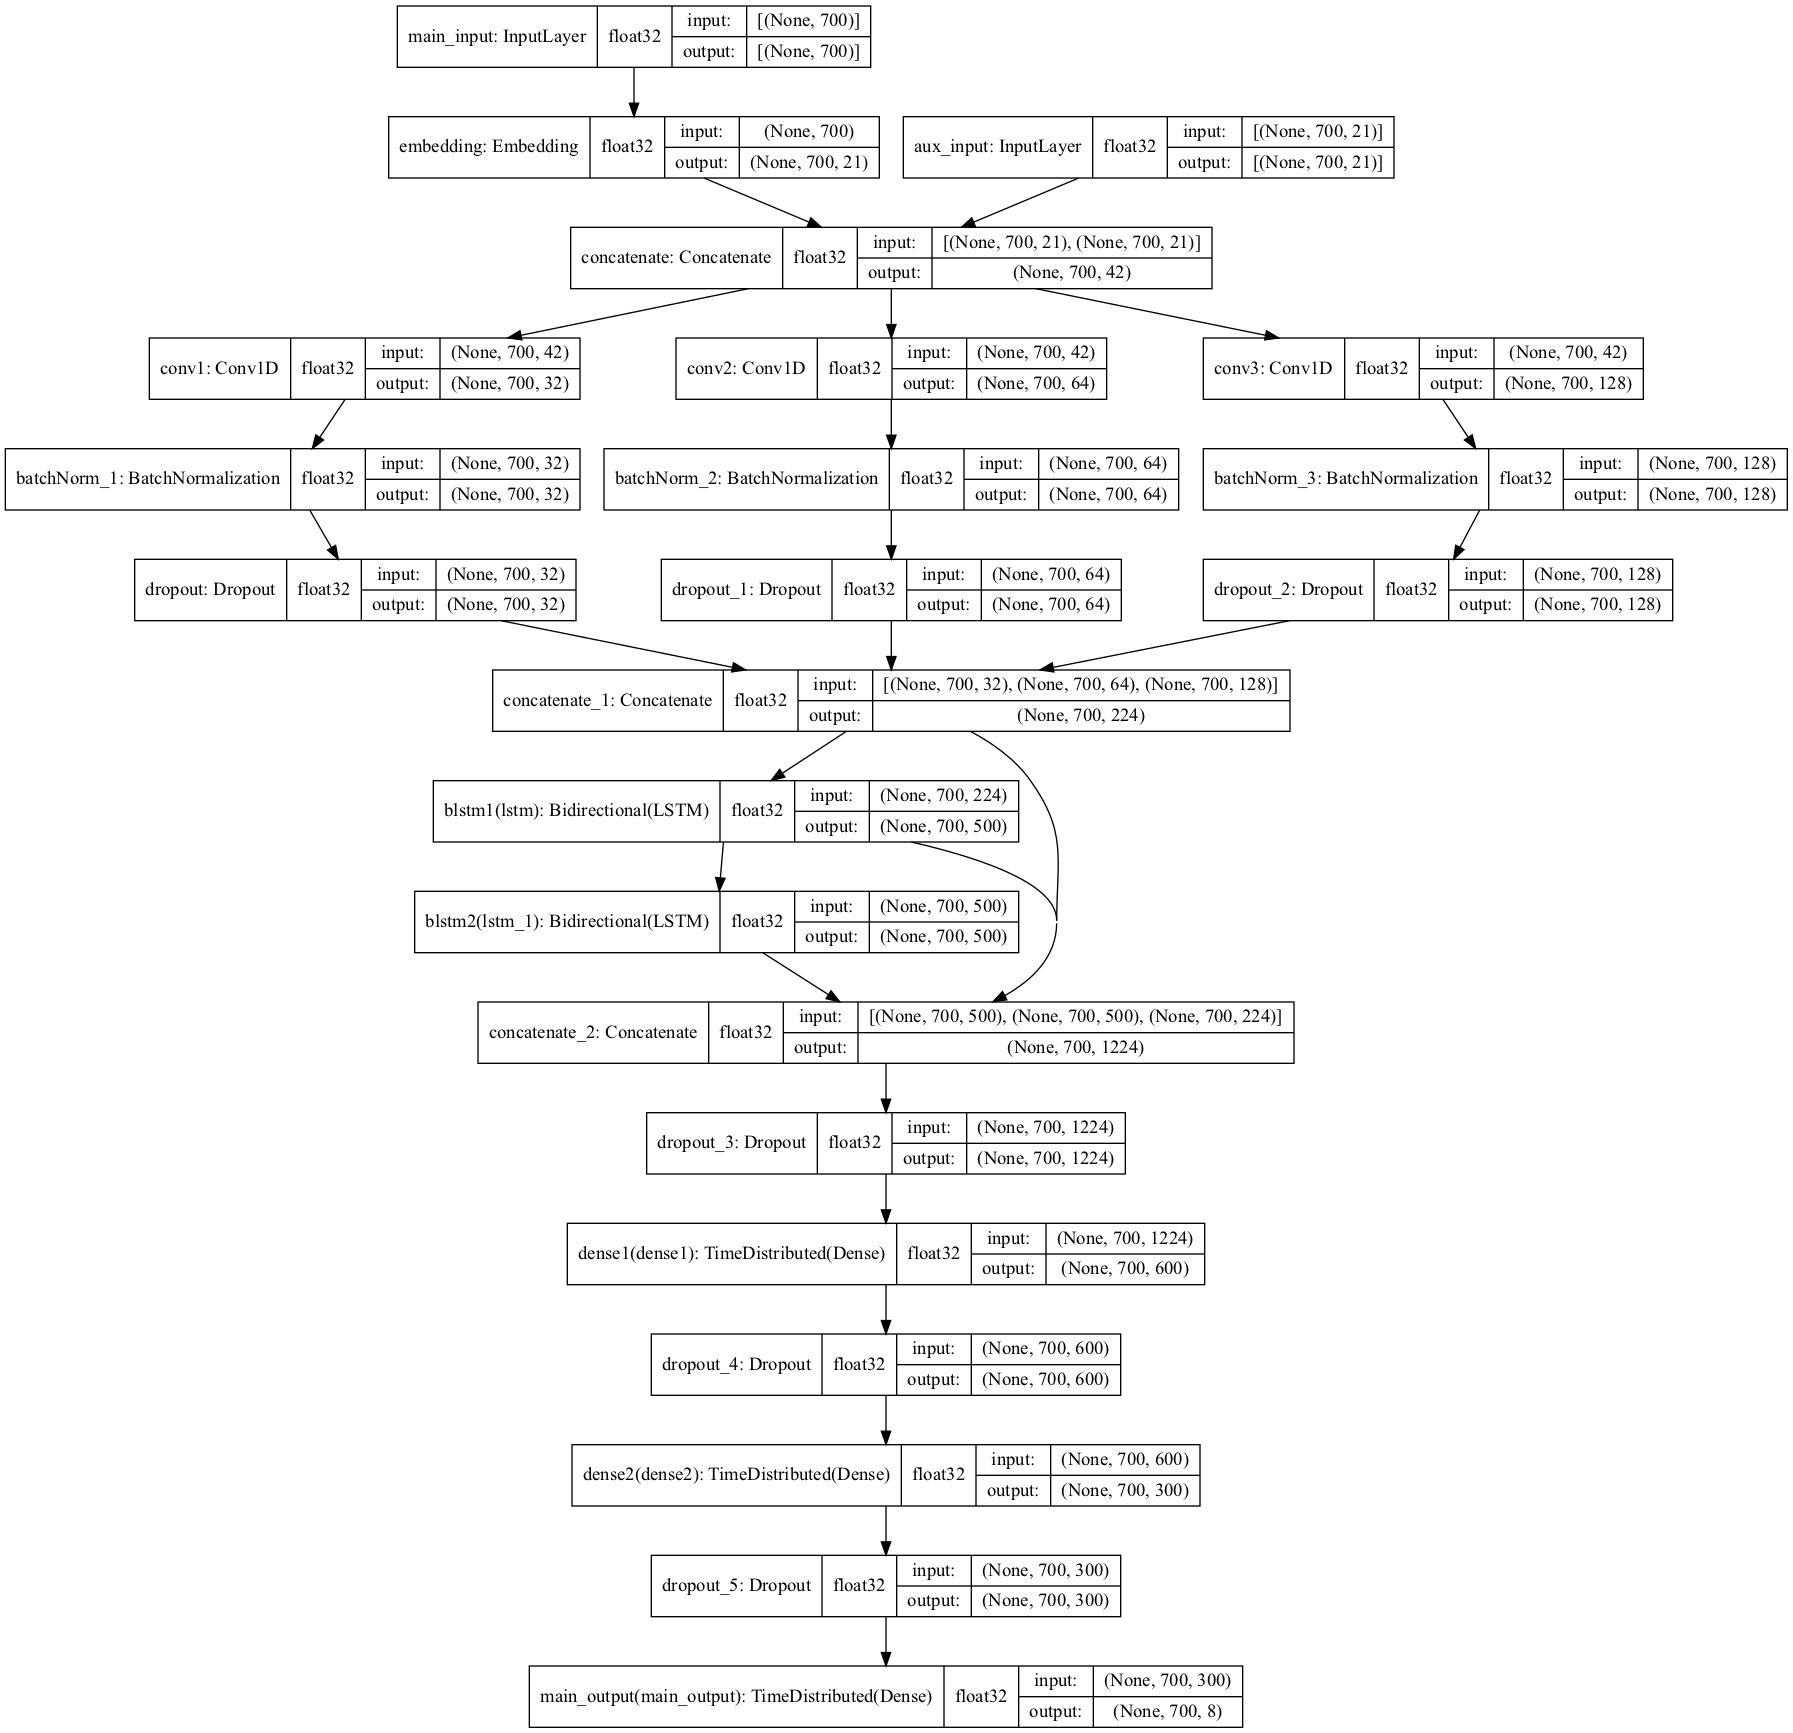 main_input: InputLayer float32 input: [(None, 700)]
output: [(None, 700)]
embedding: Embedding float32 input: (None, 700)
output: (None, 700, 21)
aux_input: InputLayer float32 input: [(None, 700, 21)]
output: [(None, 700, 21)]
concatenate: Concatenate float32 input: [(None, 700, 21), (None, 700, 21)]
output: (None, 700, 42)
conv1: Conv1D float32 input: (None, 700, 42)
output: (None, 700, 32)
conv2: Conv1D float32 input: (None, 700, 42)
output: (None, 700, 64)
conv3: Conv1D float32 input: (None, 700, 42)
output: (None, 700, 128)
batchNorm_1: BatchNormalization float32 input: (None, 700, 32)
output: (None, 700, 32)
batchNorm_2: BatchNormalization float32 input: (None, 700, 64)
output: (None, 700, 64)
batchNorm_3: BatchNormalization float32 input: (None, 700, 128)
output: (None, 700, 128)
dropout: Dropout float32 input: (None, 700, 32)
output: (None, 700, 32)
dropout_1: Dropout float32 input: (None, 700, 64)
output: (None, 700, 64)
dropout_2: Dropout float32 input: (None, 700, 128)
output: (None, 700, 128)
concatenate_1: Concatenate float32 input: [(None, 700, 32), (None, 700, 64), (None, 700, 128)]
output: (None, 700, 224)
blstm1(lstm): Bidirectional(LSTM) float32 input: (None, 700, 224)
output: (None, 700, 500)
blstm2(lstm_1): Bidirectional(LSTM) float32 input: (None, 700, 500)
output: (None, 700, 500)
concatenate_2: Concatenate float32 input: [(None, 700, 500), (None, 700, 500), (None, 700, 224)]
output: (None, 700, 1224)
dropout_3: Dropout float32 input: (None, 700, 1224)
output: (None, 700, 1224)
dense1(dense1): TimeDistributed(Dense) float32 input: (None, 700, 1224)
output: (None, 700, 600)
dropout_4: Dropout float32 input: (None, 700, 600)
output: (None, 700, 600)
dense2(dense2): TimeDistributed(Dense) float32 input: (None, 700, 600)
output: (None, 700, 300)
dropout_5: Dropout float32 input: (None, 700, 300)
output: (None, 700, 300)
main_output(main_output): TimeDistributed(Dense) float32 input: (None, 700, 300)
output: (None, 700, 8)